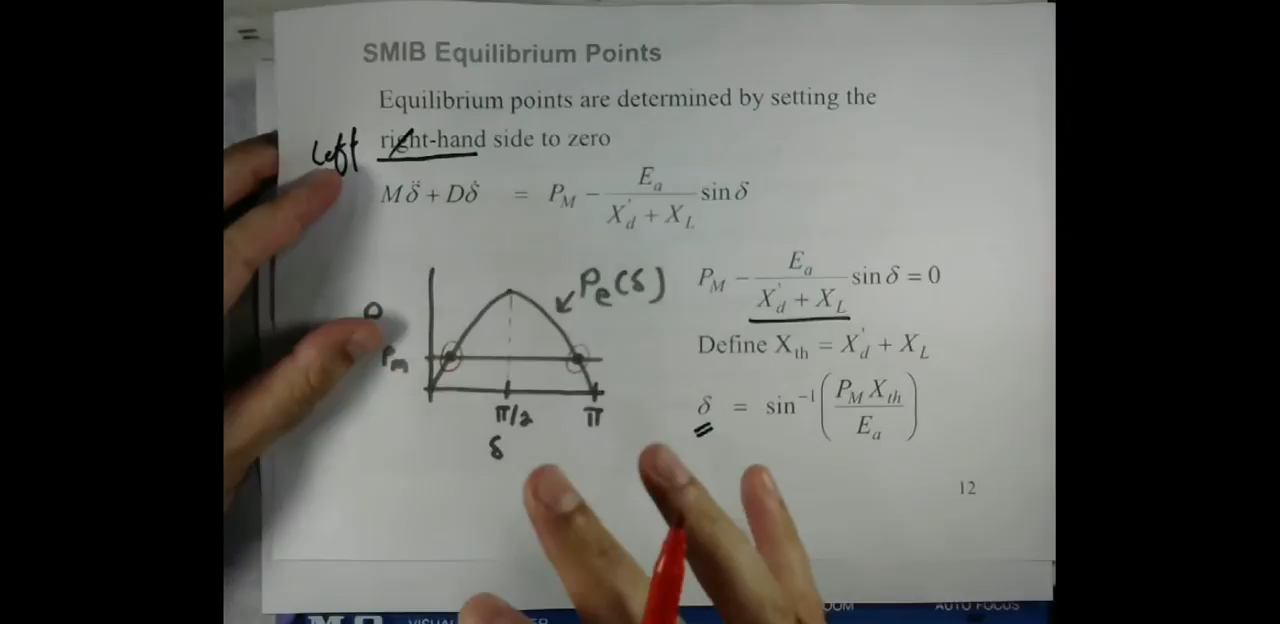 SMIB Equilibrium Points
Equilibrium points are determined by setting the
left right-hand side to zero
Mδ̈ + Dδ̇ = P_M − E_a / (X'_d + X_L) sin δ
P_e(δ)
P_M − E_a / (X'_d + X_L) sin δ = 0
P
P_m
Define X_th = X'_d + X_L
π/2 π
δ
δ = sin⁻¹ (P_M X_th / E_a)
12
AUTO FOCUS